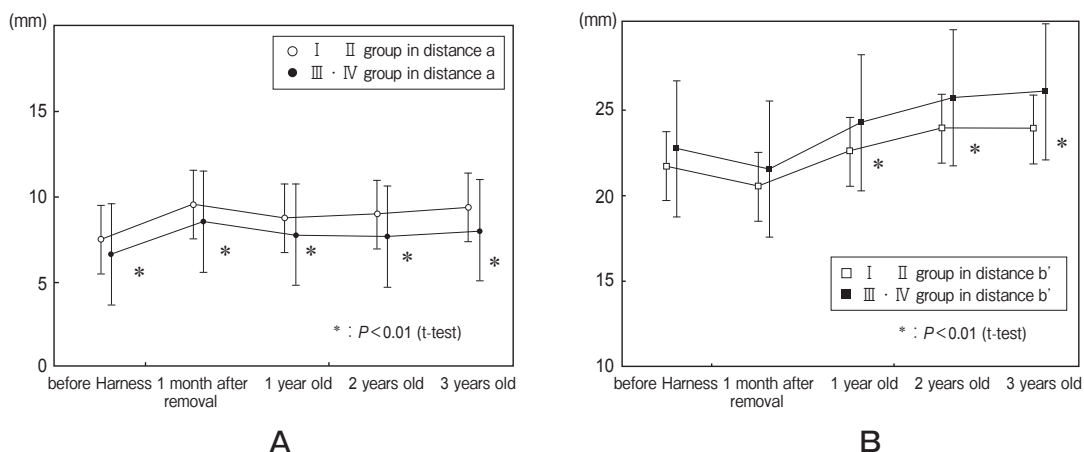 (mm)
○ Ⅰ Ⅱ group in distance a
● Ⅲ・Ⅳ group in distance a
15
10
5
0
* * * * *
* : P<0.01 (t-test)
before Harness 1 month after removal 1 year old 2 years old 3 years old
A
(mm)
25
20
15
10
* * *
□ Ⅰ Ⅱ group in distance b'
■ Ⅲ・Ⅳ group in distance b'
* : P<0.01 (t-test)
before Harness 1 month after removal 1 year old 2 years old 3 years old
B